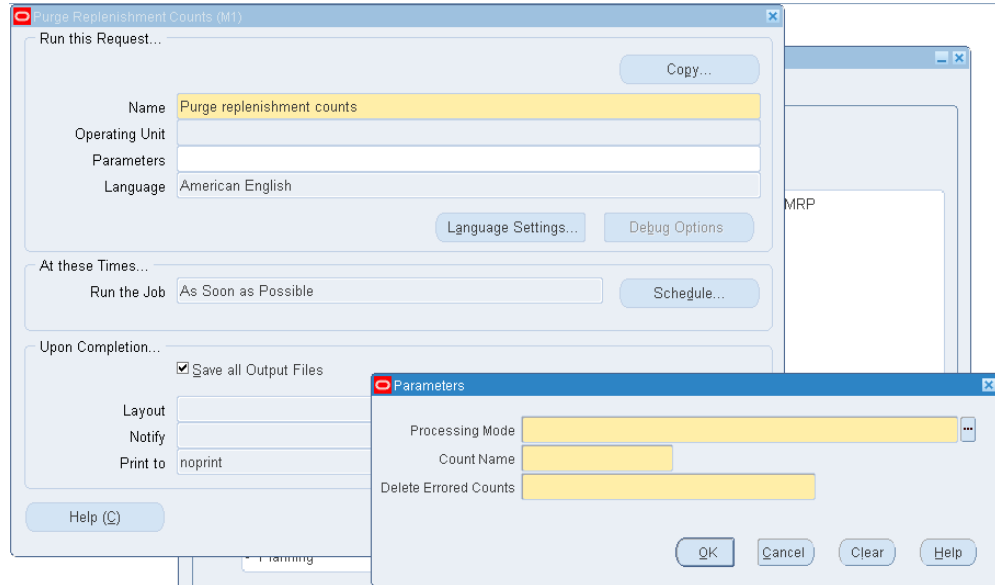 Purge Replenishment Counts (M1)
Run this Request...
Copy...
Name Purge replenishment counts
Operating Unit
Parameters
Language American English
MRP
Language Settings... Debug Options
At these Times...
Run the Job As Soon as Possible Schedule...
Upon Completion...
Save all Output Files
Layout
Notify
Print to noprint
Help (C)
Planning
Parameters
Processing Mode
Count Name
Delete Errored Counts
OK Cancel Clear Help